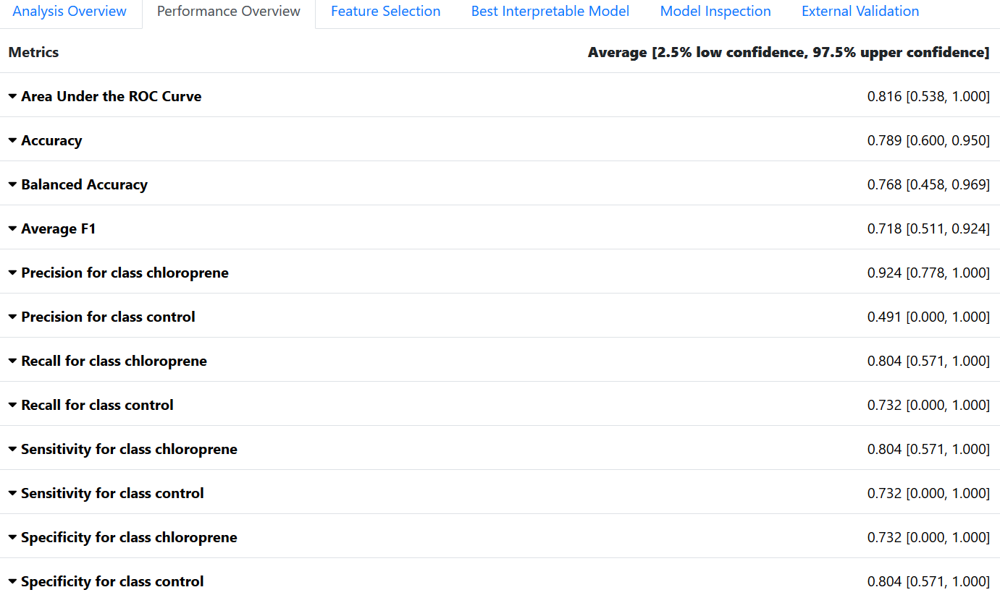 Analysis Overview Performance Overview Feature Selection Best Interpretable Model Model Inspection External Validation
Metrics Average [2.5% low confidence, 97.5% upper confidence]
Area Under the ROC Curve 0.816 [0.538, 1.000]
Accuracy 0.789 [0.600, 0.950]
Balanced Accuracy 0.768 [0.458, 0.969]
Average F1 0.718 [0.511, 0.924]
Precision for class chloroprene 0.924 [0.778, 1.000]
Precision for class control 0.491 [0.000, 1.000]
Recall for class chloroprene 0.804 [0.571, 1.000]
Recall for class control 0.732 [0.000, 1.000]
Sensitivity for class chloroprene 0.804 [0.571, 1.000]
Sensitivity for class control 0.732 [0.000, 1.000]
Specificity for class chloroprene 0.732 [0.000, 1.000]
Specificity for class control 0.804 [0.571, 1.000]